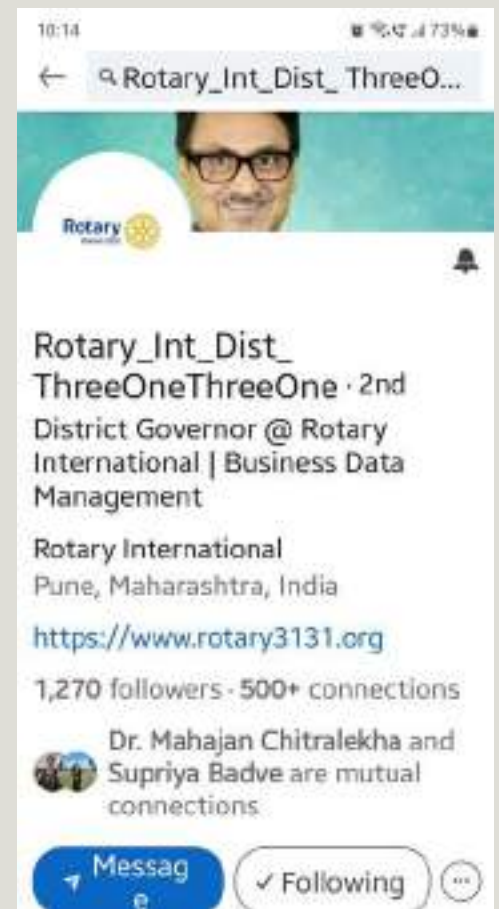 10:14
73%
Rotary_Int_Dist_ ThreeO...
Rotary
Rotary_Int_Dist_
ThreeOneThreeOne · 2nd
District Governor @ Rotary
International | Business Data
Management
Rotary International
Pune, Maharashtra, India
https://www.rotary3131.org
1,270 followers · 500+ connections
Dr. Mahajan Chitralekha and
Supriya Badve are mutual
connections
Messag
e
✓ Following